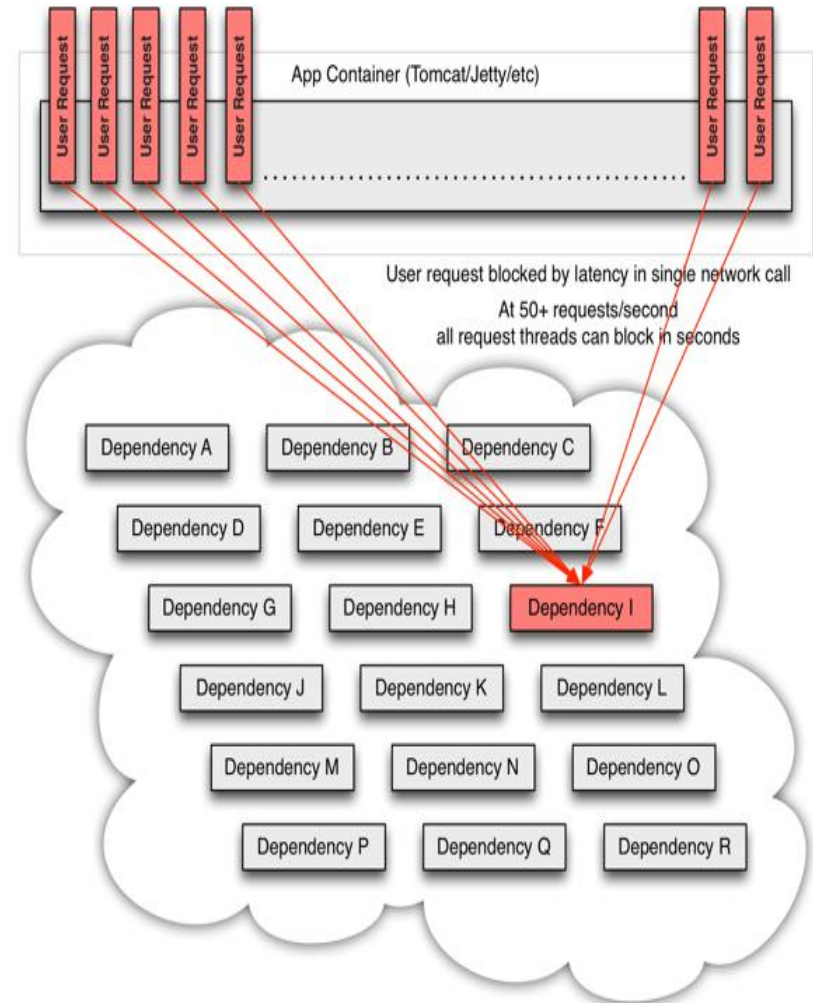 User Request
User Request
User Request
User Request
User Request
User Request
User Request
App Container (Tomcat/Jetty/etc)
User request blocked by latency in single network call
At 50+ requests/second
all request threads can block in seconds
Dependency A
Dependency B
Dependency C
Dependency D
Dependency E
Dependency F
Dependency G
Dependency H
Dependency I
Dependency J
Dependency K
Dependency L
Dependency M
Dependency N
Dependency O
Dependency P
Dependency Q
Dependency R